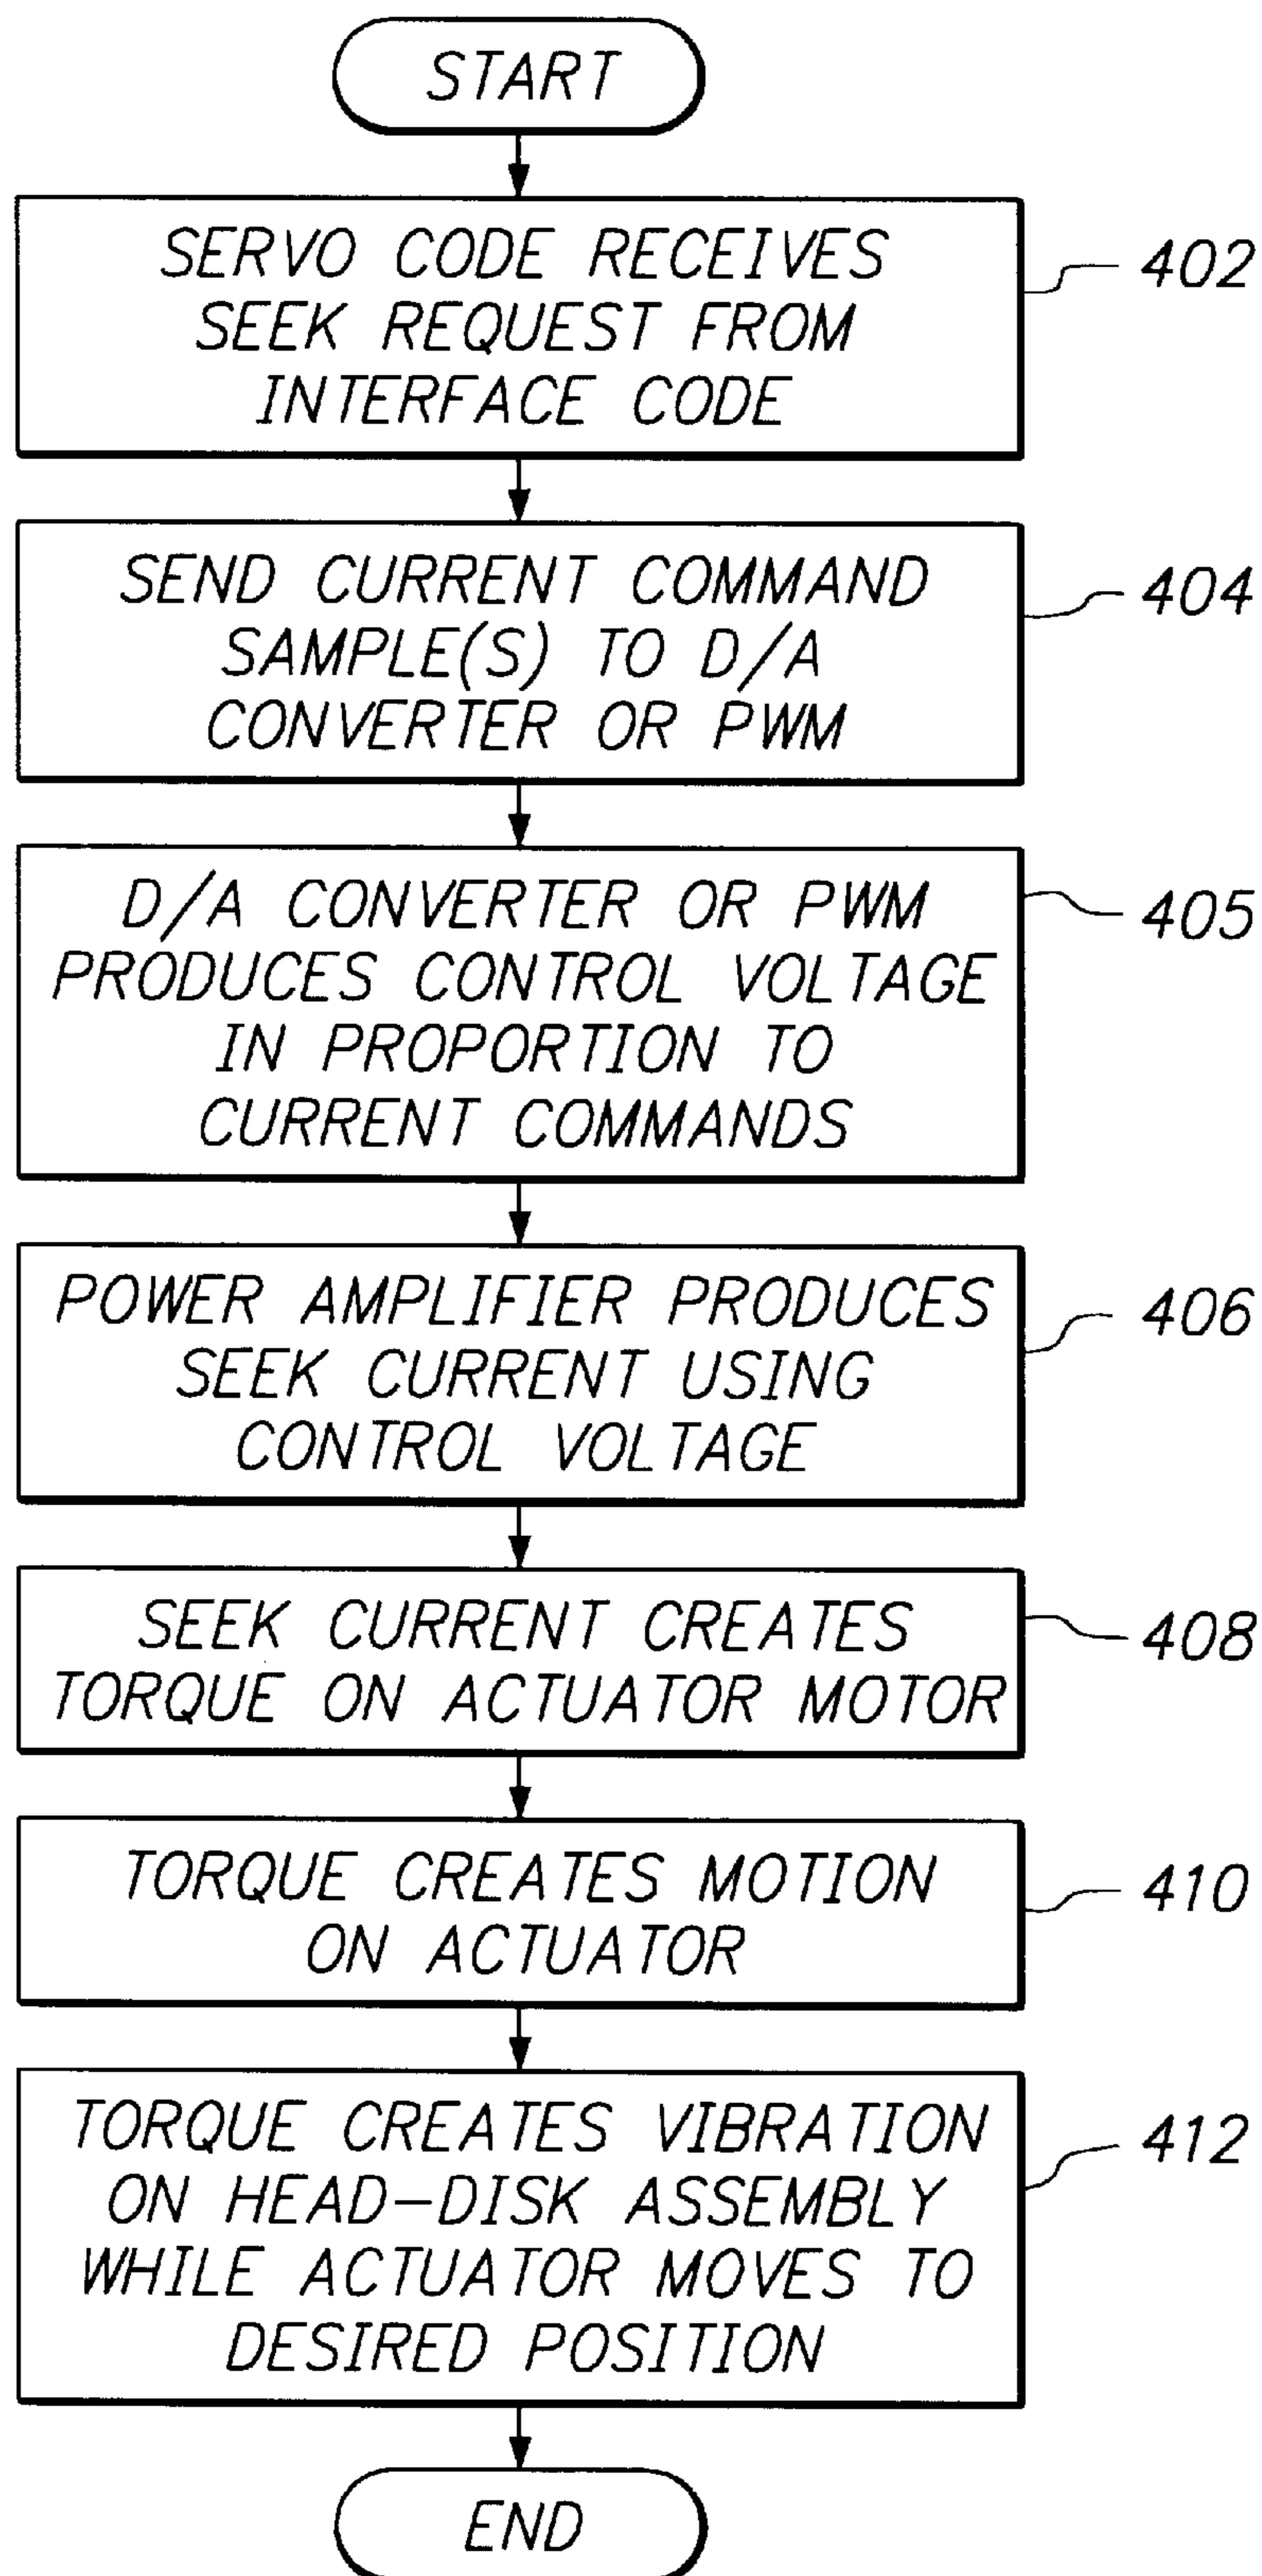 START
SERVO CODE RECEIVES
SEEK REQUEST FROM
INTERFACE CODE
402
SEND CURRENT COMMAND
SAMPLE(S) TO D/A
CONVERTER OR PWM
404
D/A CONVERTER OR PWM
PRODUCES CONTROL VOLTAGE
IN PROPORTION TO
CURRENT COMMANDS
405
POWER AMPLIFIER PRODUCES
SEEK CURRENT USING
CONTROL VOLTAGE
406
SEEK CURRENT CREATES
TORQUE ON ACTUATOR MOTOR
408
TORQUE CREATES MOTION
ON ACTUATOR
410
TORQUE CREATES VIBRATION
ON HEAD-DISK ASSEMBLY
WHILE ACTUATOR MOVES TO
DESIRED POSITION
412
END